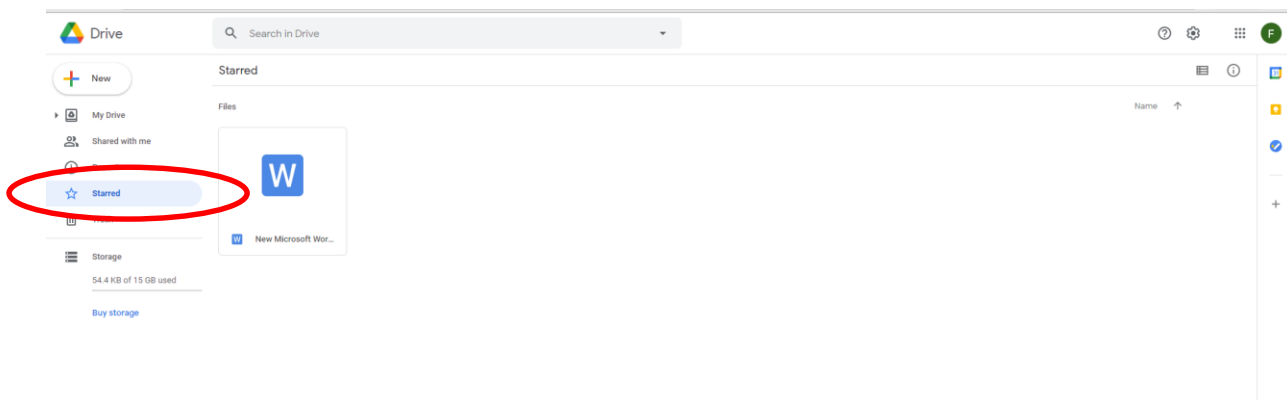 Drive
Search in Drive
F
New
Starred
My Drive
Files
Name
Shared with me
Starred
W
W New Microsoft Wor...
Storage
54.4 KB of 15 GB used
Buy storage